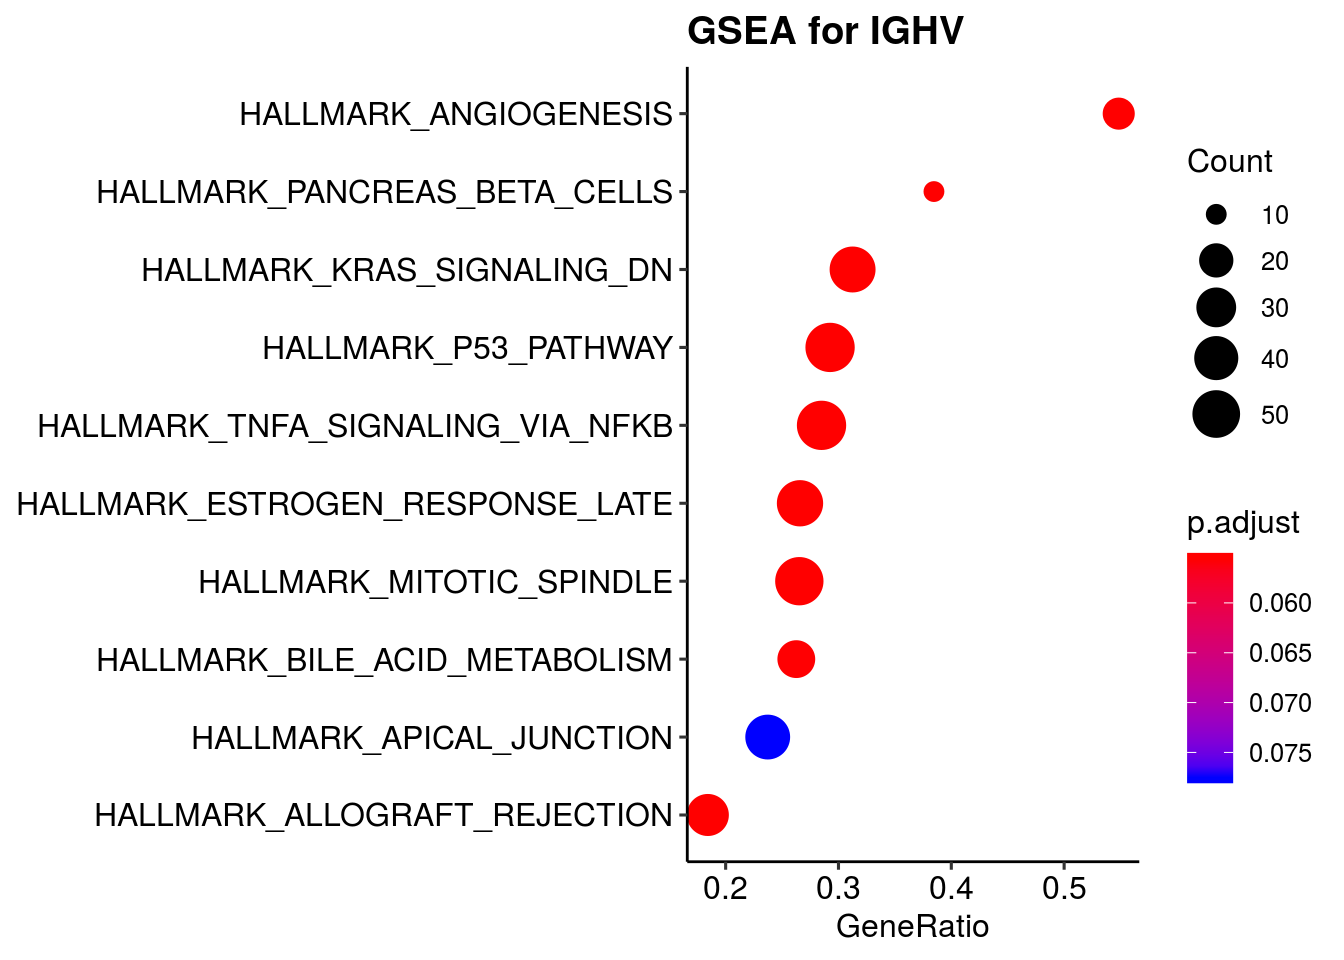 GSEA for IGHV
HALLMARK_ANGIOGENESIS
HALLMARK_PANCREAS_BETA_CELLS
HALLMARK_KRAS_SIGNALING_DN
HALLMARK_P53_PATHWAY
HALLMARK_TNFA_SIGNALING_VIA_NFKB
HALLMARK_ESTROGEN_RESPONSE_LATE
HALLMARK_MITOTIC_SPINDLE
HALLMARK_BILE_ACID_METABOLISM
HALLMARK_APICAL_JUNCTION
HALLMARK_ALLOGRAFT_REJECTION
0.2 0.3 0.4 0.5
GeneRatio
Count
10
20
30
40
50
p.adjust
0.060
0.065
0.070
0.075